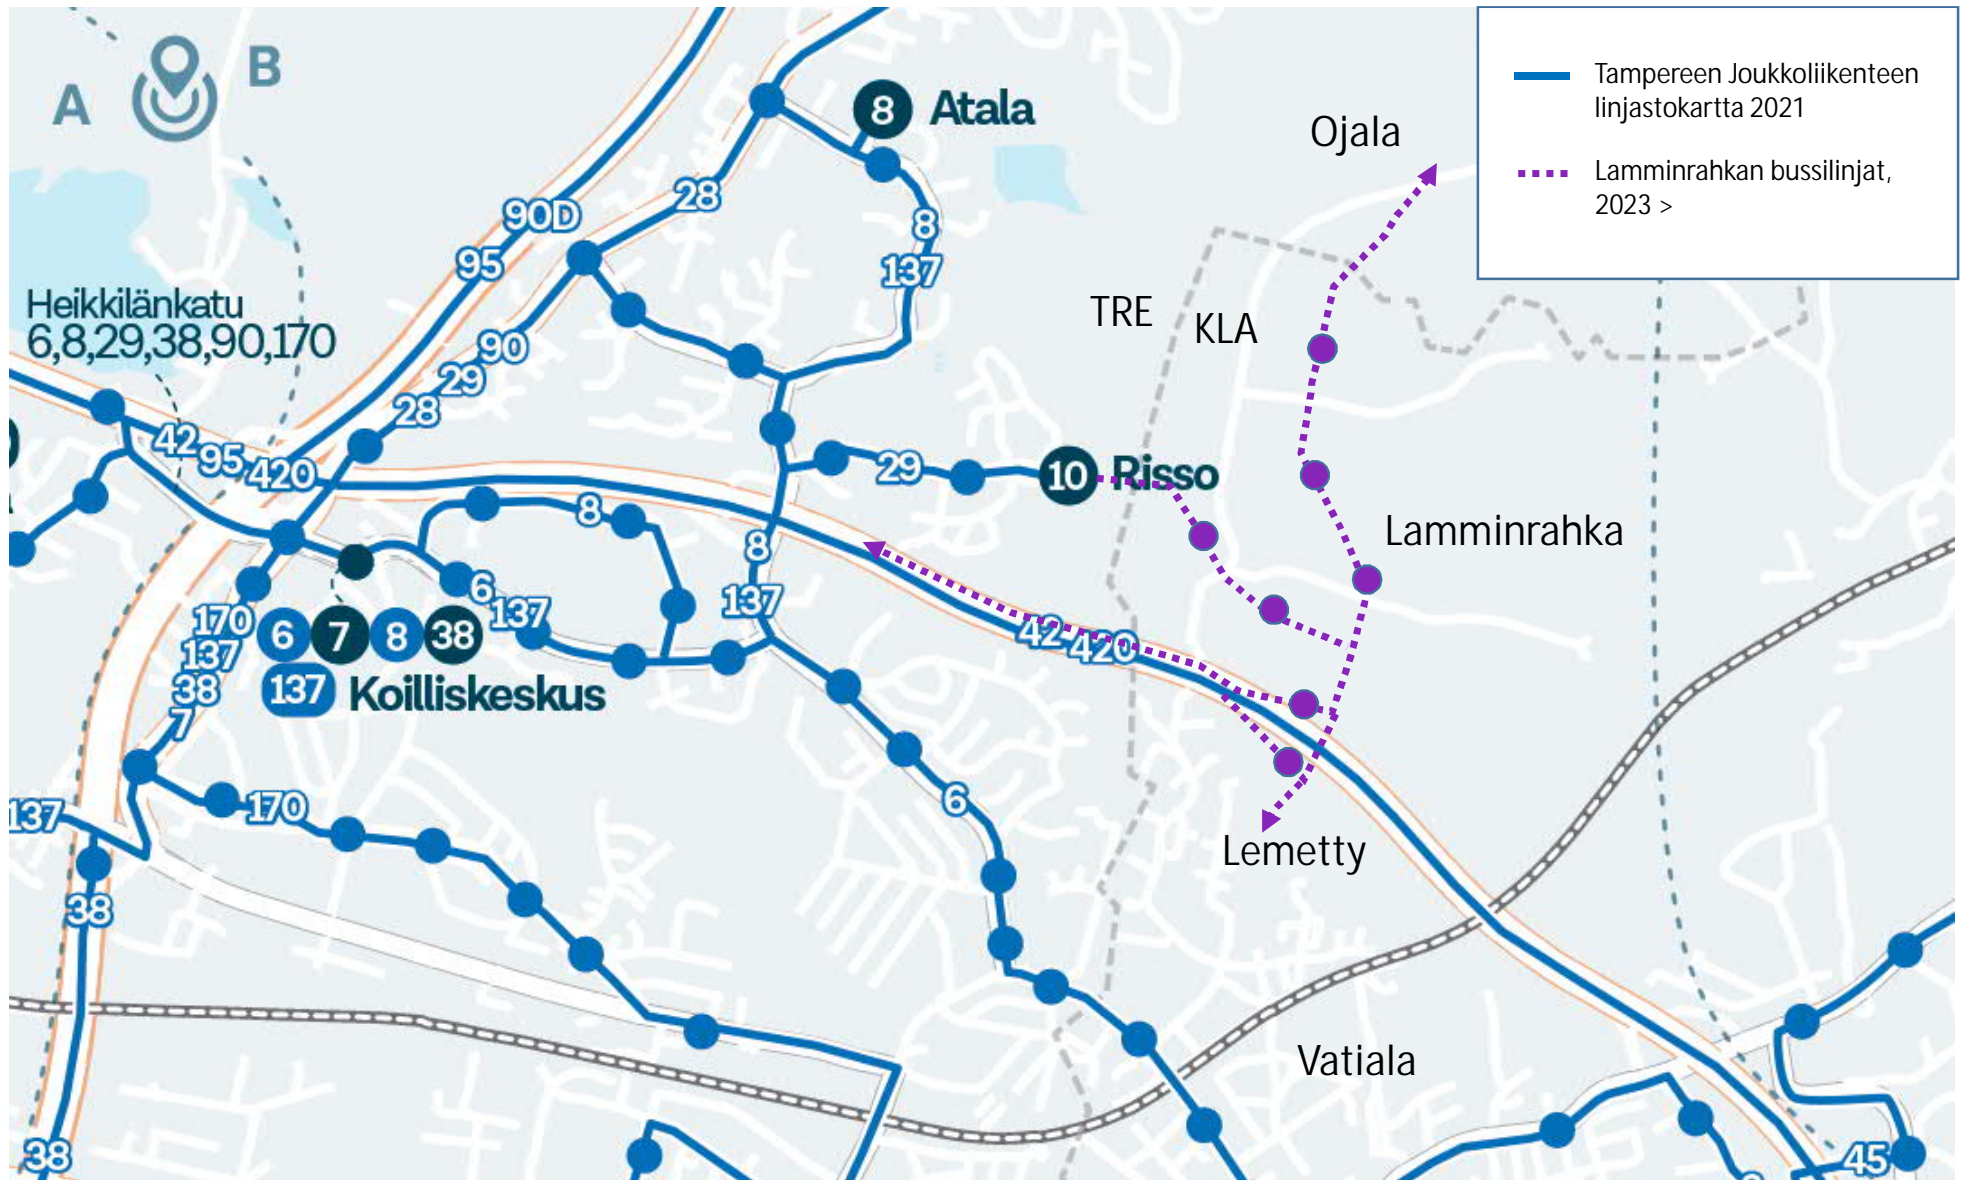 A
B
8 Atala
Ojala
Tampereen Joukkoliikenteen
linjastokartta 2021
Lamminrahkan bussilinjat,
2023 >
28
90D
95
8
137
Heikkilänkatu
6,8,29,38,90,170
TRE
KLA
90
29
28
42
95
420
29
10 Risso
8
8
Lamminrahka
6
137
137
42
420
170
137
38
7
6 7 8 38
137 Koilliskeskus
137
170
6
Lemetty
38
Vatiala
38
45